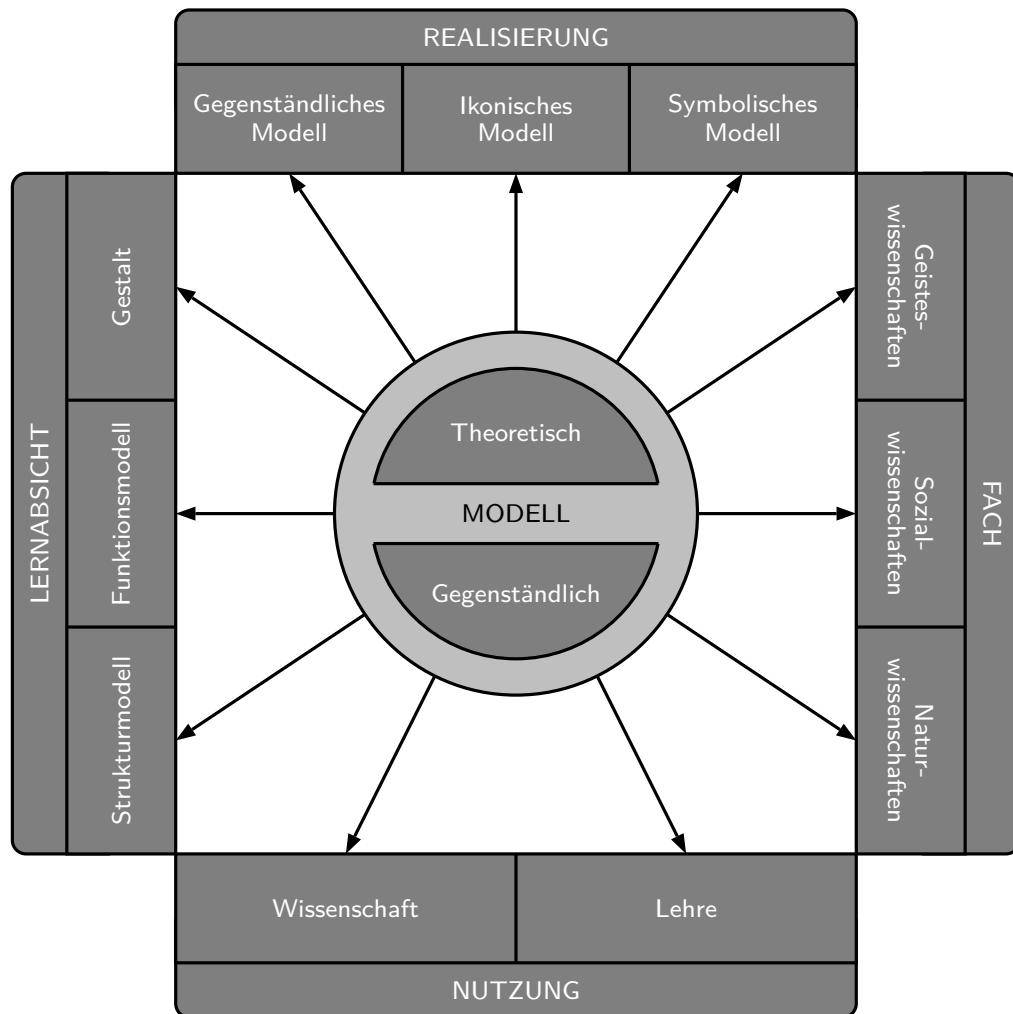 REALISIERUNG
Gegenständliches
Modell
Ikonisches
Modell
Symbolisches
Modell
LERNABSICHT
Gestalt
Funktionsmodell
Strukturmodell
Theoretisch
MODELL
Gegenständlich
Geistes-
wissenschaften
Sozial-
wissenschaften
Natur-
wissenschaften
FACH
Wissenschaft
Lehre
NUTZUNG